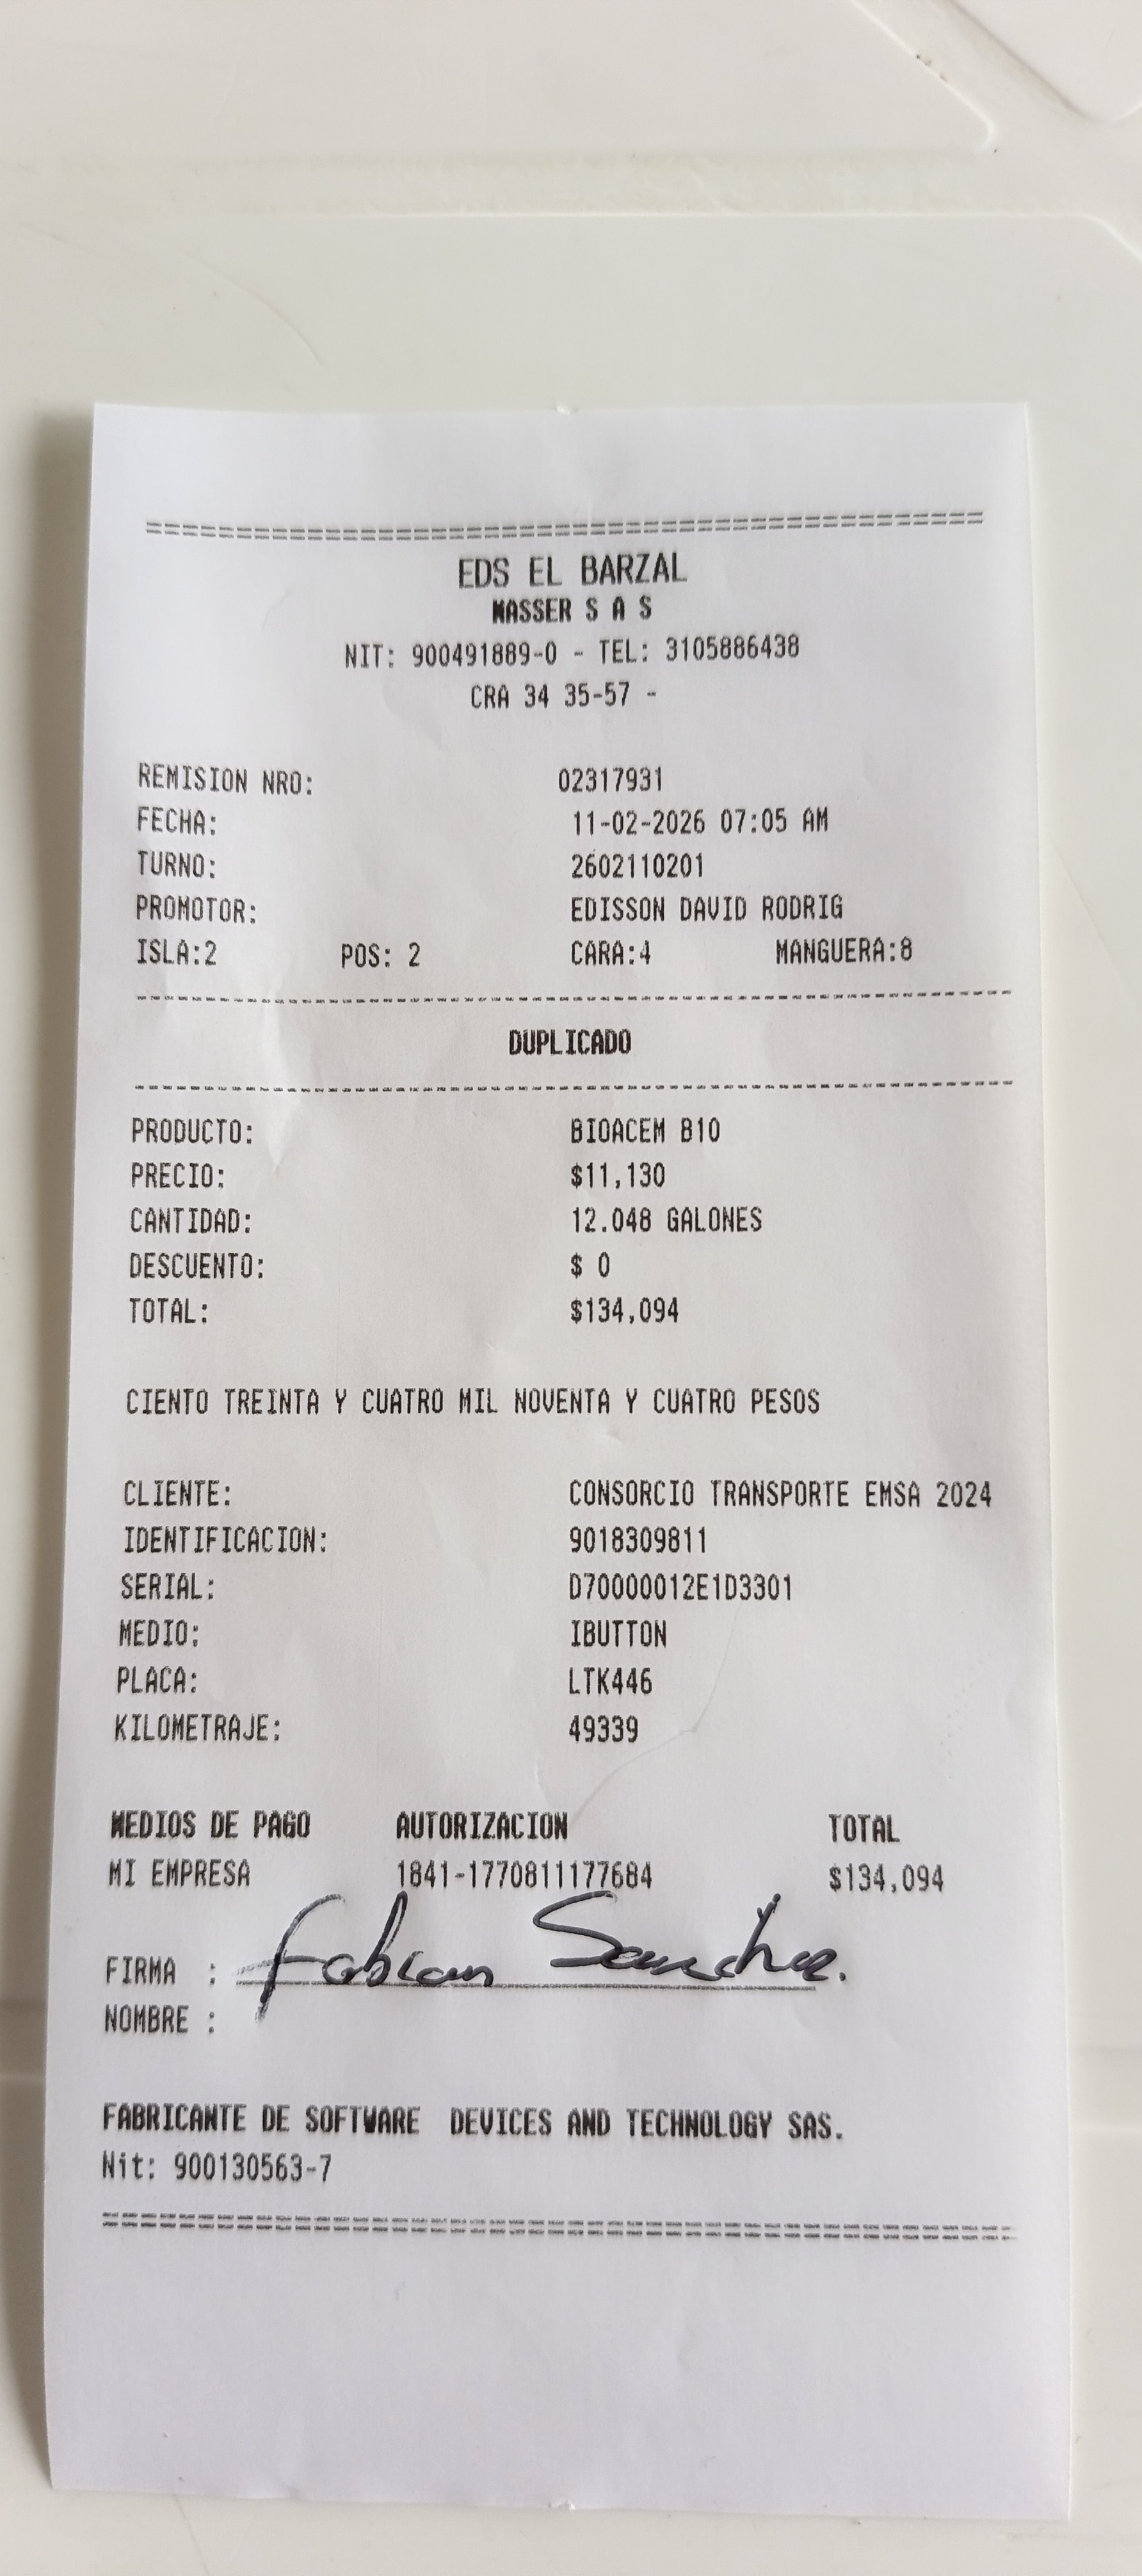 EDS EL BARZAL
MASSER S A S
NIT: 900491889-0 - TEL: 3105886438
CRA 34 35-57 -
REMISION NRO: 02317931
FECHA: 11-02-2026 07:05 AM
TURNO: 2602110201
PROMOTOR: EDISSON DAVID RODRIG
ISLA:2 POS: 2 CARA:4 MANGUERA:8
DUPLICADO
PRODUCTO: BIOACEM B10
PRECIO: $11,130
CANTIDAD: 12.048 GALONES
DESCUENTO: $ 0
TOTAL: $134,094
CIENTO TREINTA Y CUATRO MIL NOVENTA Y CUATRO PESOS
CLIENTE: CONSORCIO TRANSPORTE EMSA 2024
IDENTIFICACION: 9018309811
SERIAL: D70000012E1D3301
MEDIO: IBUTTON
PLACA: LTK446
KILOMETRAJE: 49339
MEDIOS DE PAGO AUTORIZACION TOTAL
MI EMPRESA 1841-1770811177684 $134,094
FIRMA : Fabian Sanchez.
NOMBRE :
FABRICANTE DE SOFTWARE DEVICES AND TECHNOLOGY SAS.
Nit: 900130563-7